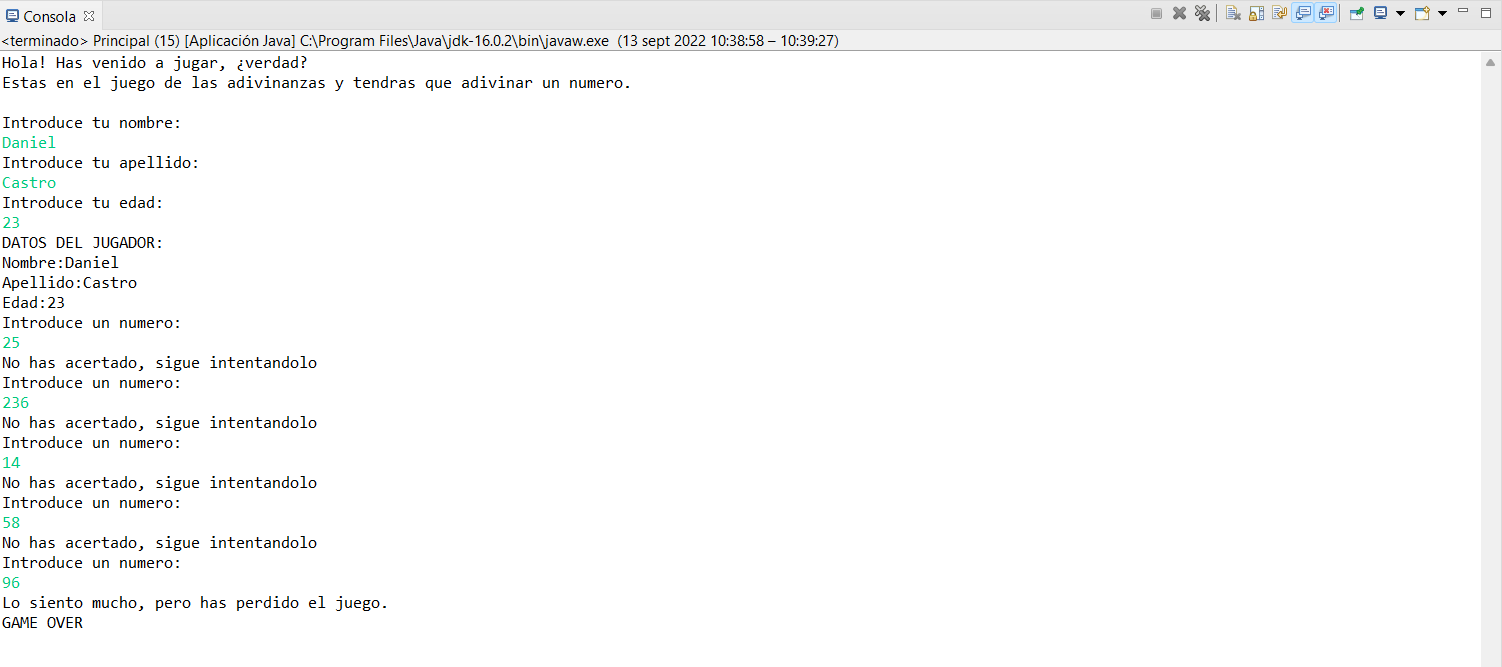 Consola
<terminado> Principal (15) [Aplicación Java] C:\Program Files\Java\jdk-16.0.2\bin\javaw.exe (13 sept 2022 10:38:58 – 10:39:27)
Hola! Has venido a jugar, ¿verdad?
Estas en el juego de las adivinanzas y tendras que adivinar un numero.
Introduce tu nombre:
Daniel
Introduce tu apellido:
Castro
Introduce tu edad:
23
DATOS DEL JUGADOR:
Nombre:Daniel
Apellido:Castro
Edad:23
Introduce un numero:
25
No has acertado, sigue intentandolo
Introduce un numero:
236
No has acertado, sigue intentandolo
Introduce un numero:
14
No has acertado, sigue intentandolo
Introduce un numero:
58
No has acertado, sigue intentandolo
Introduce un numero:
96
Lo siento mucho, pero has perdido el juego.
GAME OVER